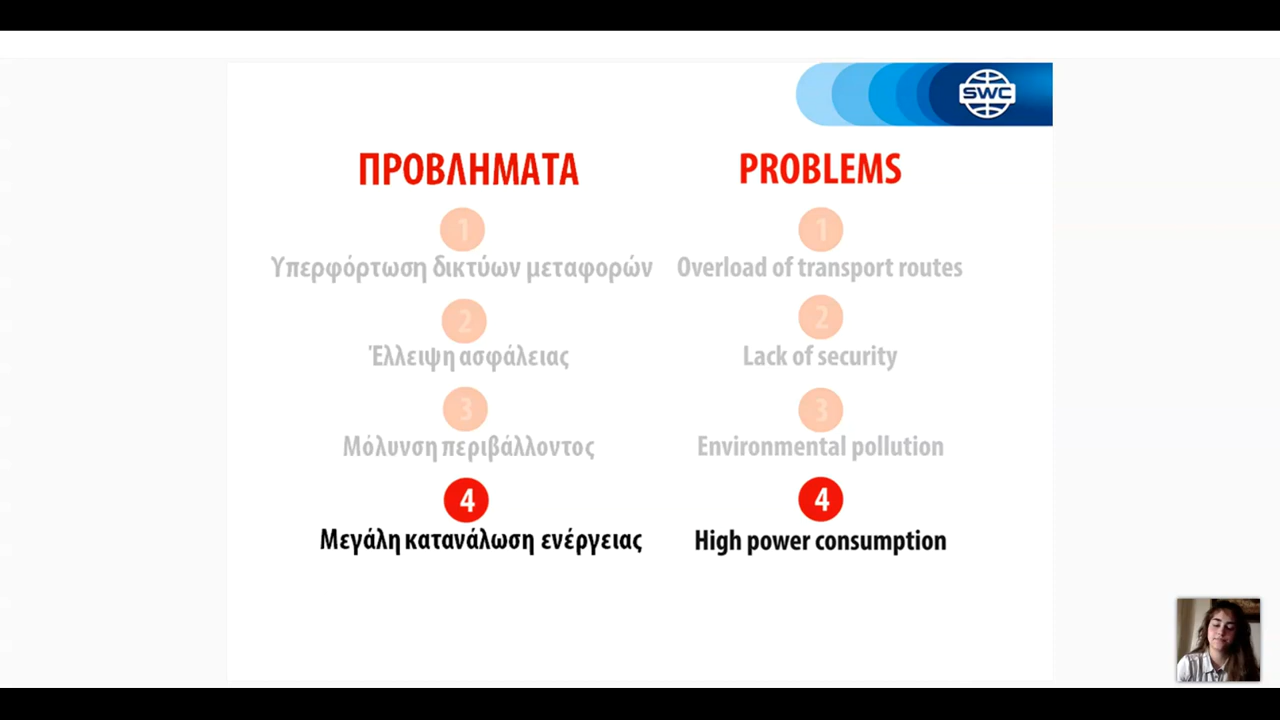 SWC
ΠΡΟΒΛΗΜΑΤΑ
1
Υπερφόρτωση δικτύων μεταφορών
2
Έλλειψη ασφάλειας
3
Μόλυνση περιβάλλοντος
4
Μεγάλη κατανάλωση ενέργειας
PROBLEMS
1
Overload of transport routes
2
Lack of security
3
Environmental pollution
4
High power consumption